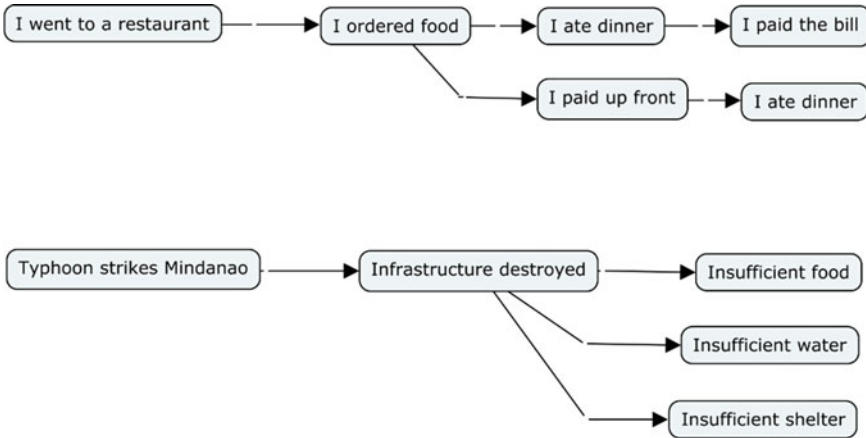 I went to a restaurant
I ordered food
I ate dinner
I paid the bill
I paid up front
I ate dinner
Typhoon strikes Mindanao
Infrastructure destroyed
Insufficient food
Insufficient water
Insufficient shelter